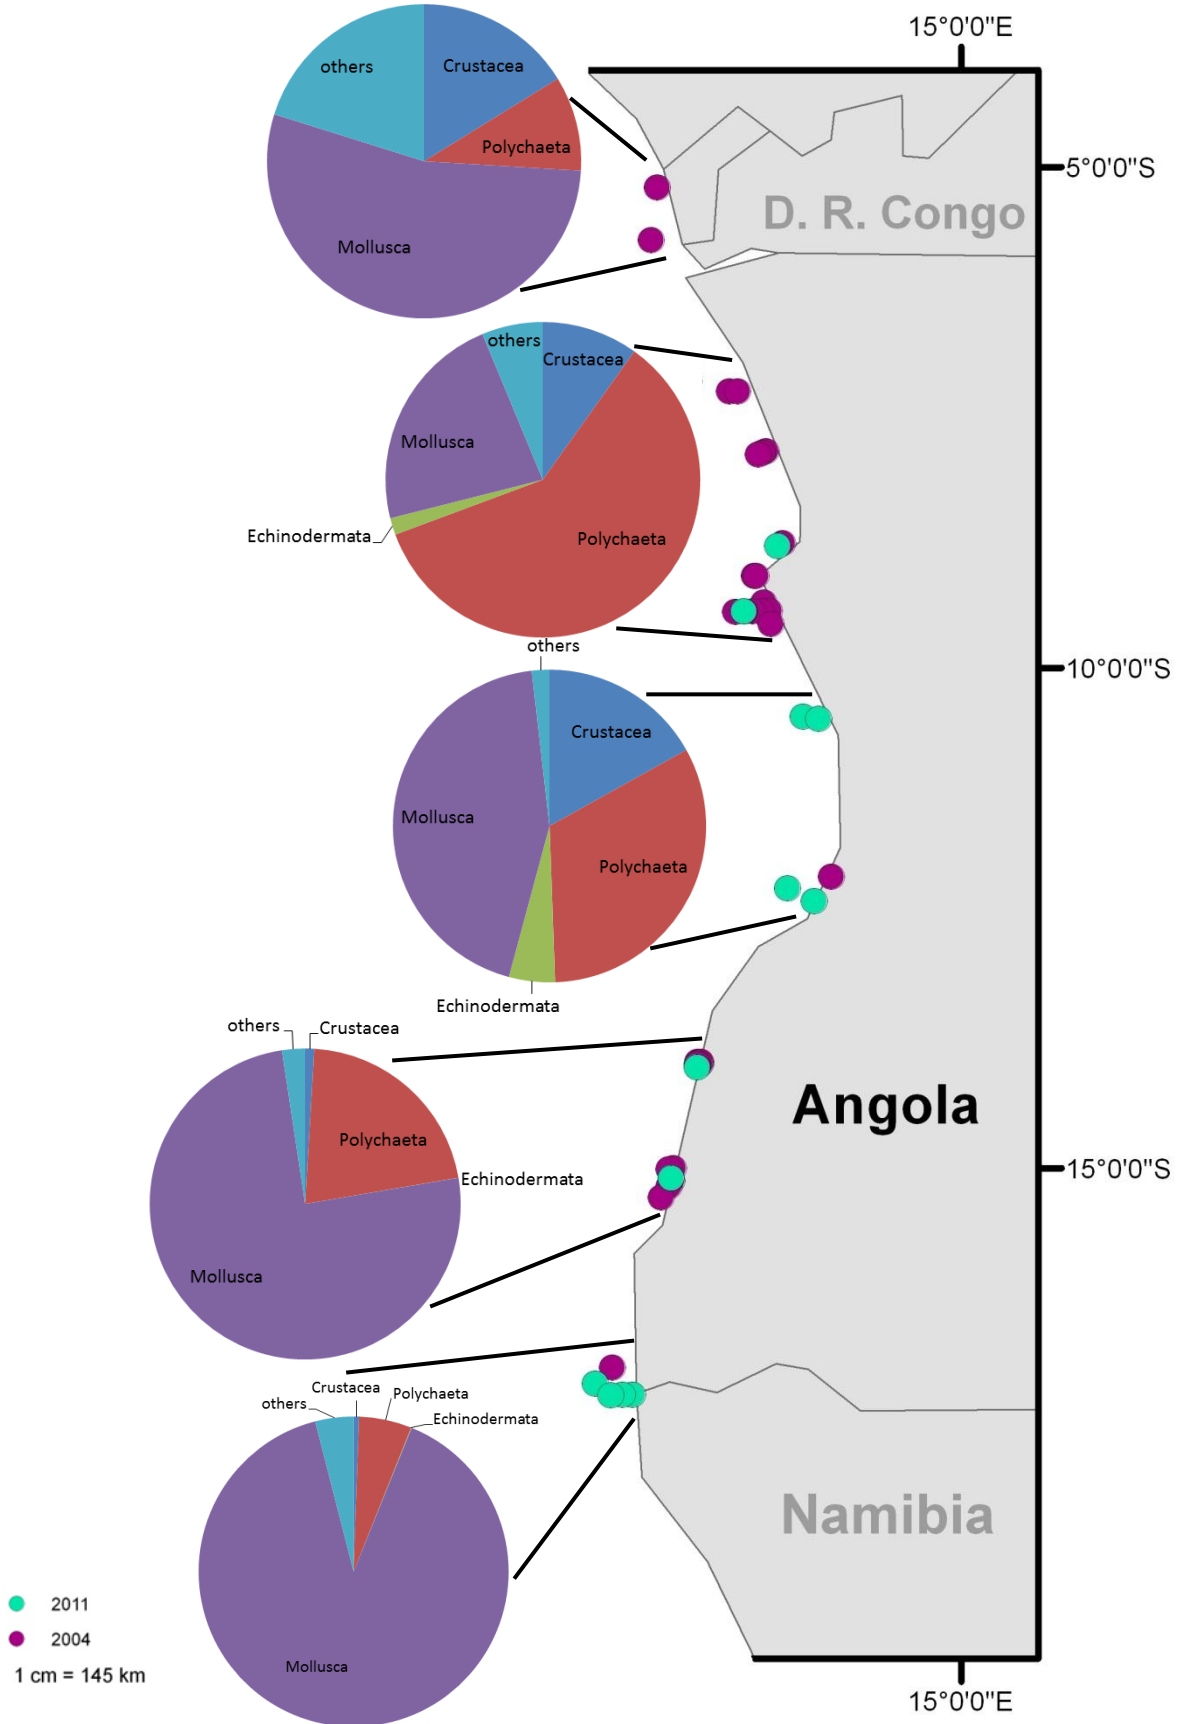 15°0'0"E
others
Crustacea
Polychaeta
Mollusca
5°0'0"S
D. R. Congo
others
Crustacea
Mollusca
Echinodermata
Polychaeta
others
10°0'0"S
Crustacea
Mollusca
Polychaeta
Echinodermata
others
Crustacea
Polychaeta
Echinodermata
Mollusca
Angola
15°0'0"S
Crustacea
Polychaeta
others
Echinodermata
Mollusca
Namibia
2011
2004
1 cm = 145 km
15°0'0"E